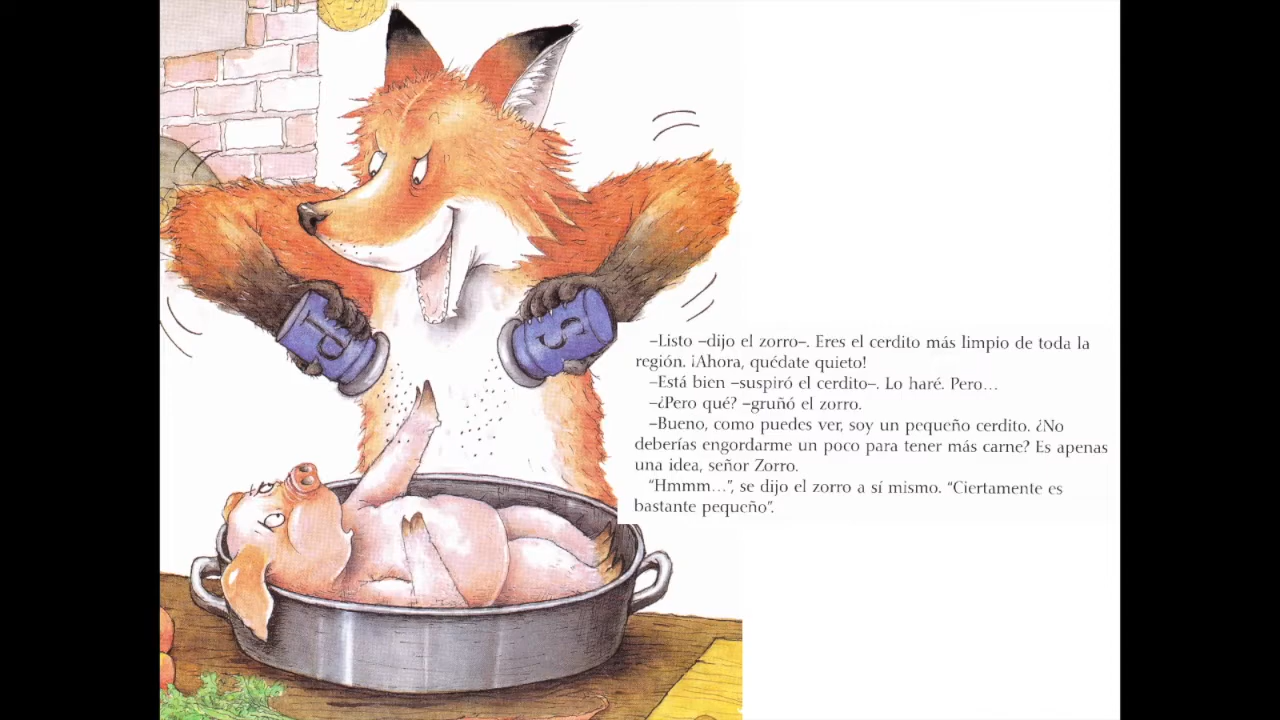 P
S
–Listo –dijo el zorro–. Eres el cerdito más limpio de toda la
región. ¡Ahora, quédate quieto!
–Está bien –suspiró el cerdito–. Lo haré. Pero…
–¿Pero qué? –gruñó el zorro.
–Bueno, como puedes ver, soy un pequeño cerdito. ¿No
deberías engordarme un poco para tener más carne? Es apenas
una idea, señor Zorro.
“Hmmm…”, se dijo el zorro a sí mismo. “Ciertamente es
bastante pequeño”.